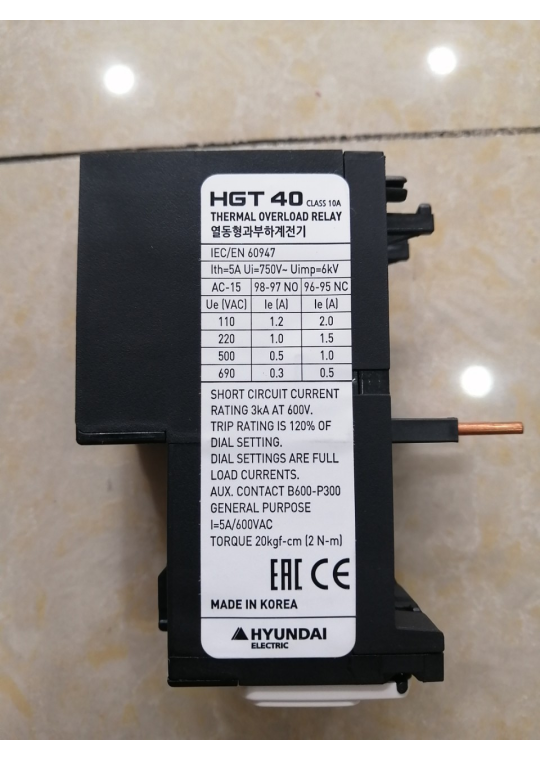 HGT 40 CLASS 10A
THERMAL OVERLOAD RELAY
열동형과부하계전기
IEC/EN 60947
Ith=5A Ui=750V~ Uimp=6kV
AC-15 98-97 NO 96-95 NC
Ue (VAC) Ie (A) Ie (A)
110 1.2 2.0
220 1.0 1.5
500 0.5 1.0
690 0.3 0.5
SHORT CIRCUIT CURRENT
RATING 3kA AT 600V.
TRIP RATING IS 120% OF
DIAL SETTING.
DIAL SETTINGS ARE FULL
LOAD CURRENTS.
AUX. CONTACT B600-P300
GENERAL PURPOSE
I=5A/600VAC
TORQUE 20kgf-cm (2 N-m)
EAC CE
MADE IN KOREA
HYUNDAI
ELECTRIC